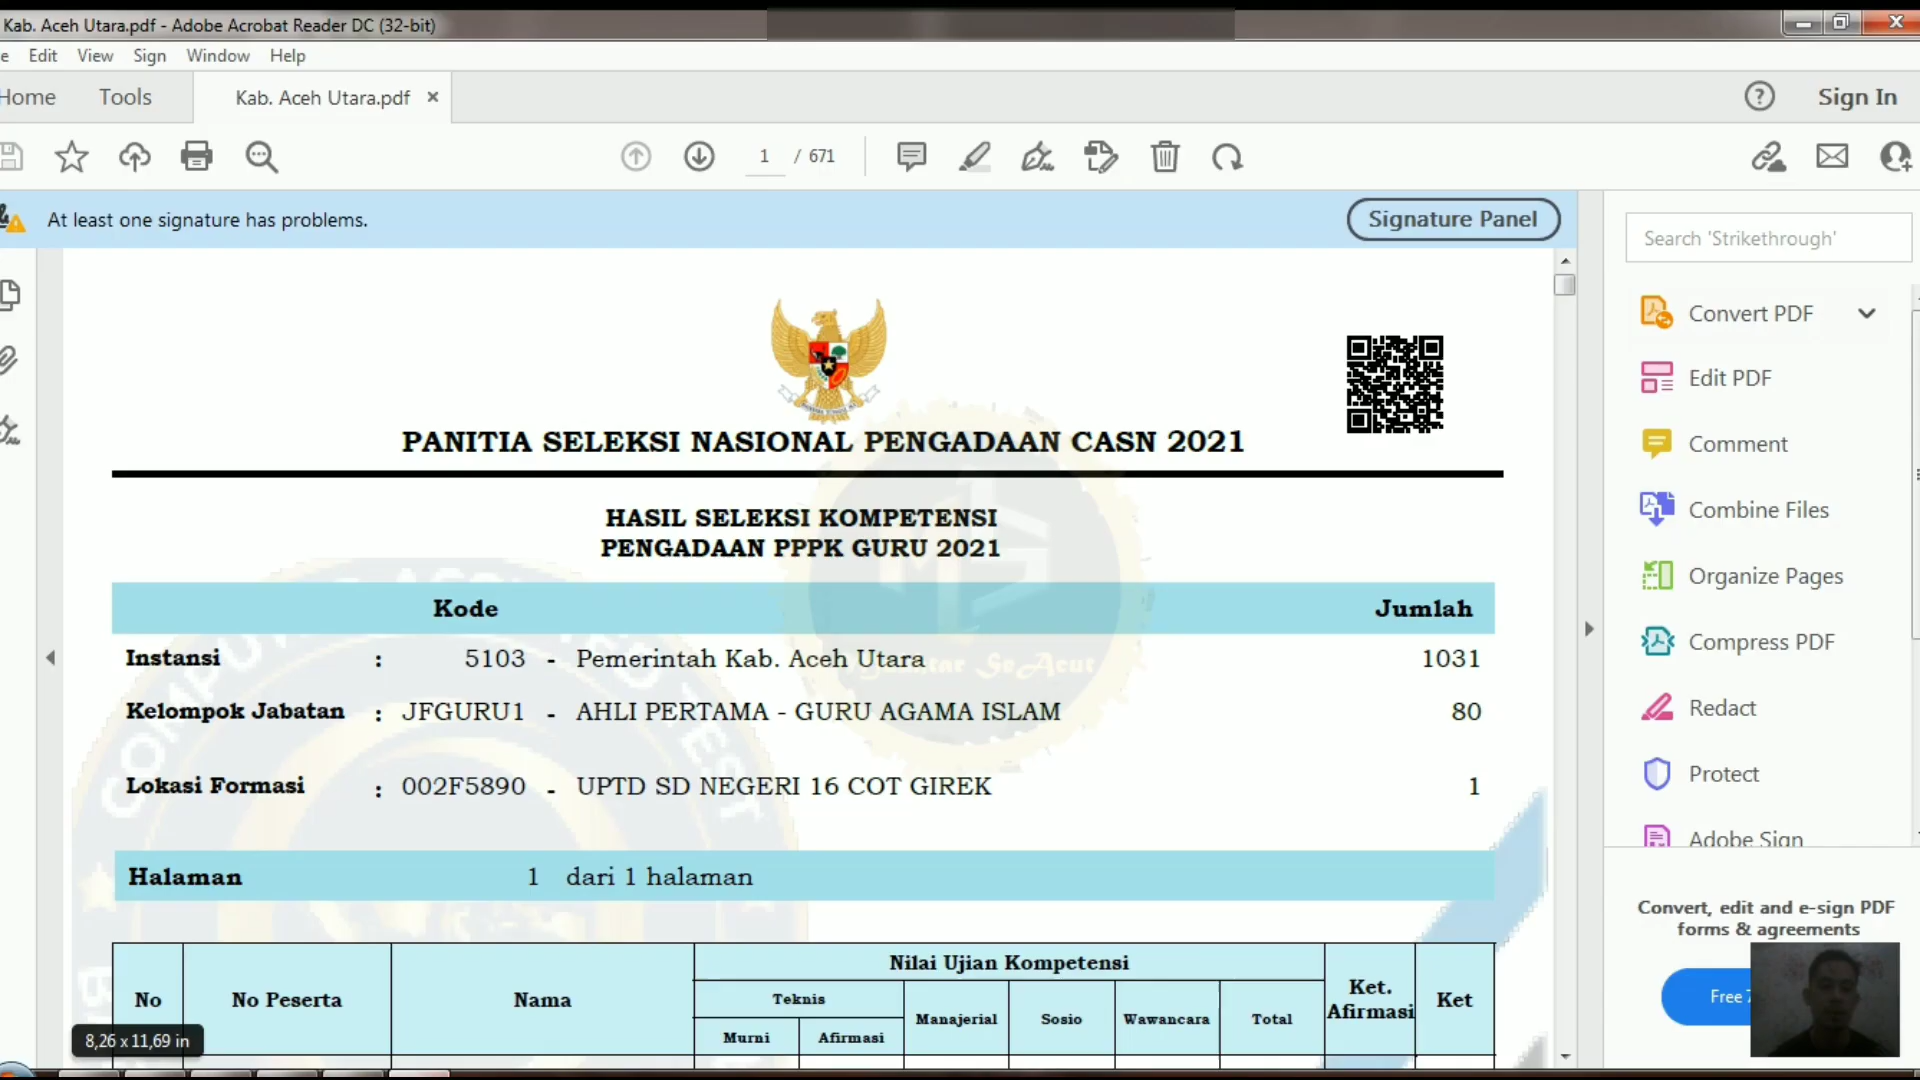 Kab. Aceh Utara.pdf - Adobe Acrobat Reader DC (32-bit)
e Edit View Sign Window Help
Home Tools Kab. Aceh Utara.pdf
Sign In
1 / 671
At least one signature has problems.
Signature Panel
Search 'Strikethrough'
Convert PDF
Edit PDF
Comment
Combine Files
Organize Pages
Compress PDF
Redact
Protect
Adobe Sign
Convert, edit and e-sign PDF
forms & agreements
Free 7
PANITIA SELEKSI NASIONAL PENGADAAN CASN 2021
HASIL SELEKSI KOMPETENSI
PENGADAAN PPPK GURU 2021
Kode Jumlah
Instansi : 5103 - Pemerintah Kab. Aceh Utara 1031
Kelompok Jabatan : JFGURU1 - AHLI PERTAMA - GURU AGAMA ISLAM 80
Lokasi Formasi : 002F5890 - UPTD SD NEGERI 16 COT GIREK 1
Halaman 1 dari 1 halaman
No No Peserta Nama Nilai Ujian Kompetensi Ket. Afirmasi Ket
Teknis Manajerial Sosio Wawancara Total
Murni Afirmasi
8,26 x 11,69 in
COMPUTER ASSISTED TEST